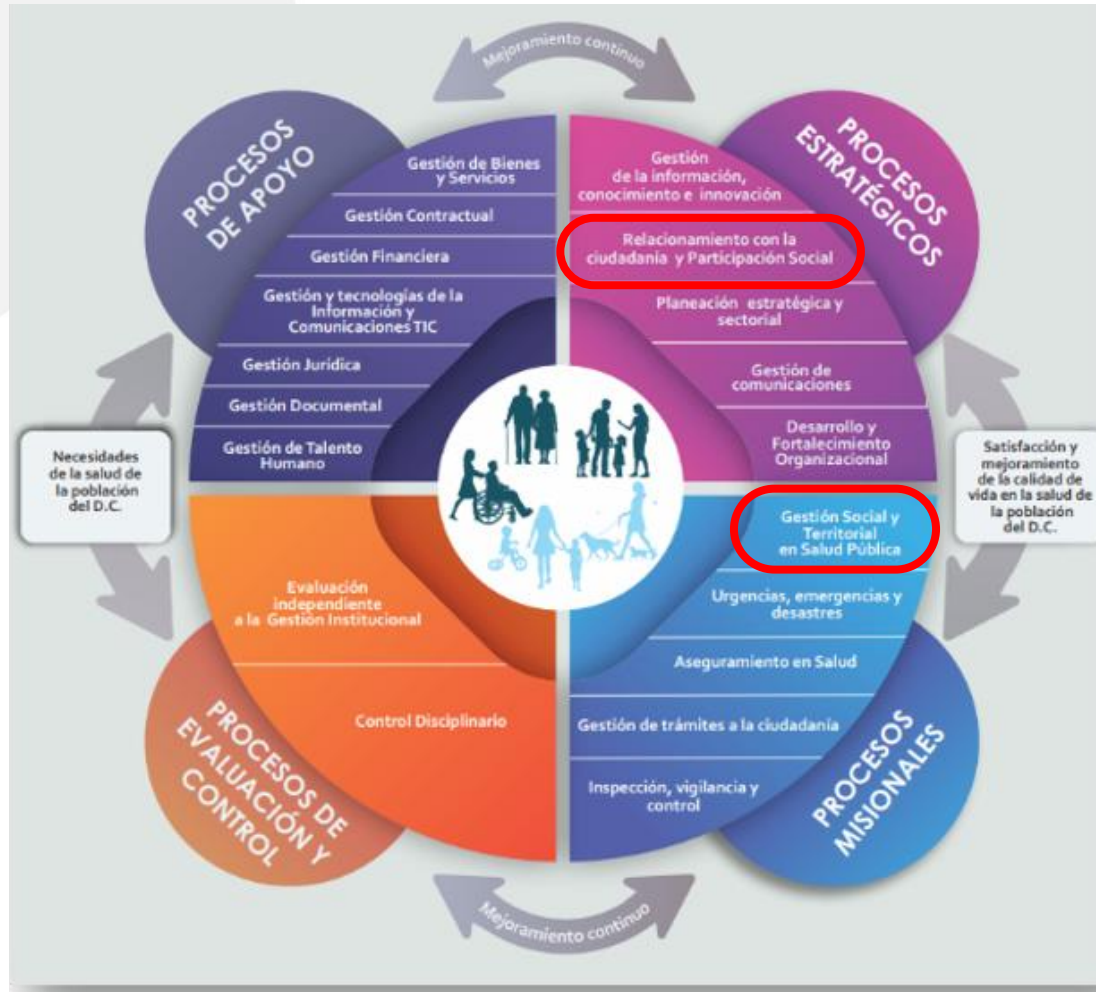 Mejoramiento continuo
PROCESOS
DE APOYO
Gestión de Bienes
y Servicios
Gestión Contractual
Gestión Financiera
Gestión y tecnologías de la
Información y
Comunicaciones TIC
Gestión Jurídica
Gestión Documental
Gestión de Talento
Humano
PROCESOS
ESTRATÉGICOS
Gestión
de la información,
conocimiento e innovación
Relacionamiento con la
ciudadanía y Participación Social
Planeación estratégica y
sectorial
Gestión de
comunicaciones
Desarrollo y
Fortalecimiento
Organizacional
Necesidades
de la salud de
la población
del D.C.
Satisfacción y
mejoramiento
de la calidad de
vida en la salud de
la población
del D.C.
Evaluación
independiente
a la Gestión Institucional
Control Disciplinario
PROCESOS DE
EVALUACIÓN Y
CONTROL
Gestión Social y
Territorial
en Salud Pública
Urgencias, emergencias y
desastres
Aseguramiento en Salud
Gestión de trámites a la ciudadanía
Inspección, vigilancia y
control
PROCESOS
MISIONALES
Mejoramiento continuo